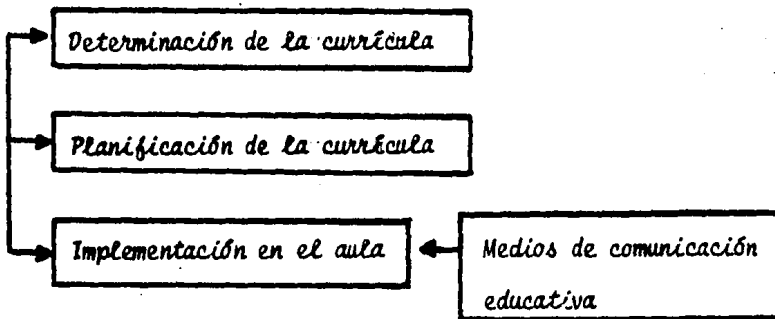 Determinación de la currícula
Planificación de la currícula
Implementación en el aula
Medios de comunicación
educativa